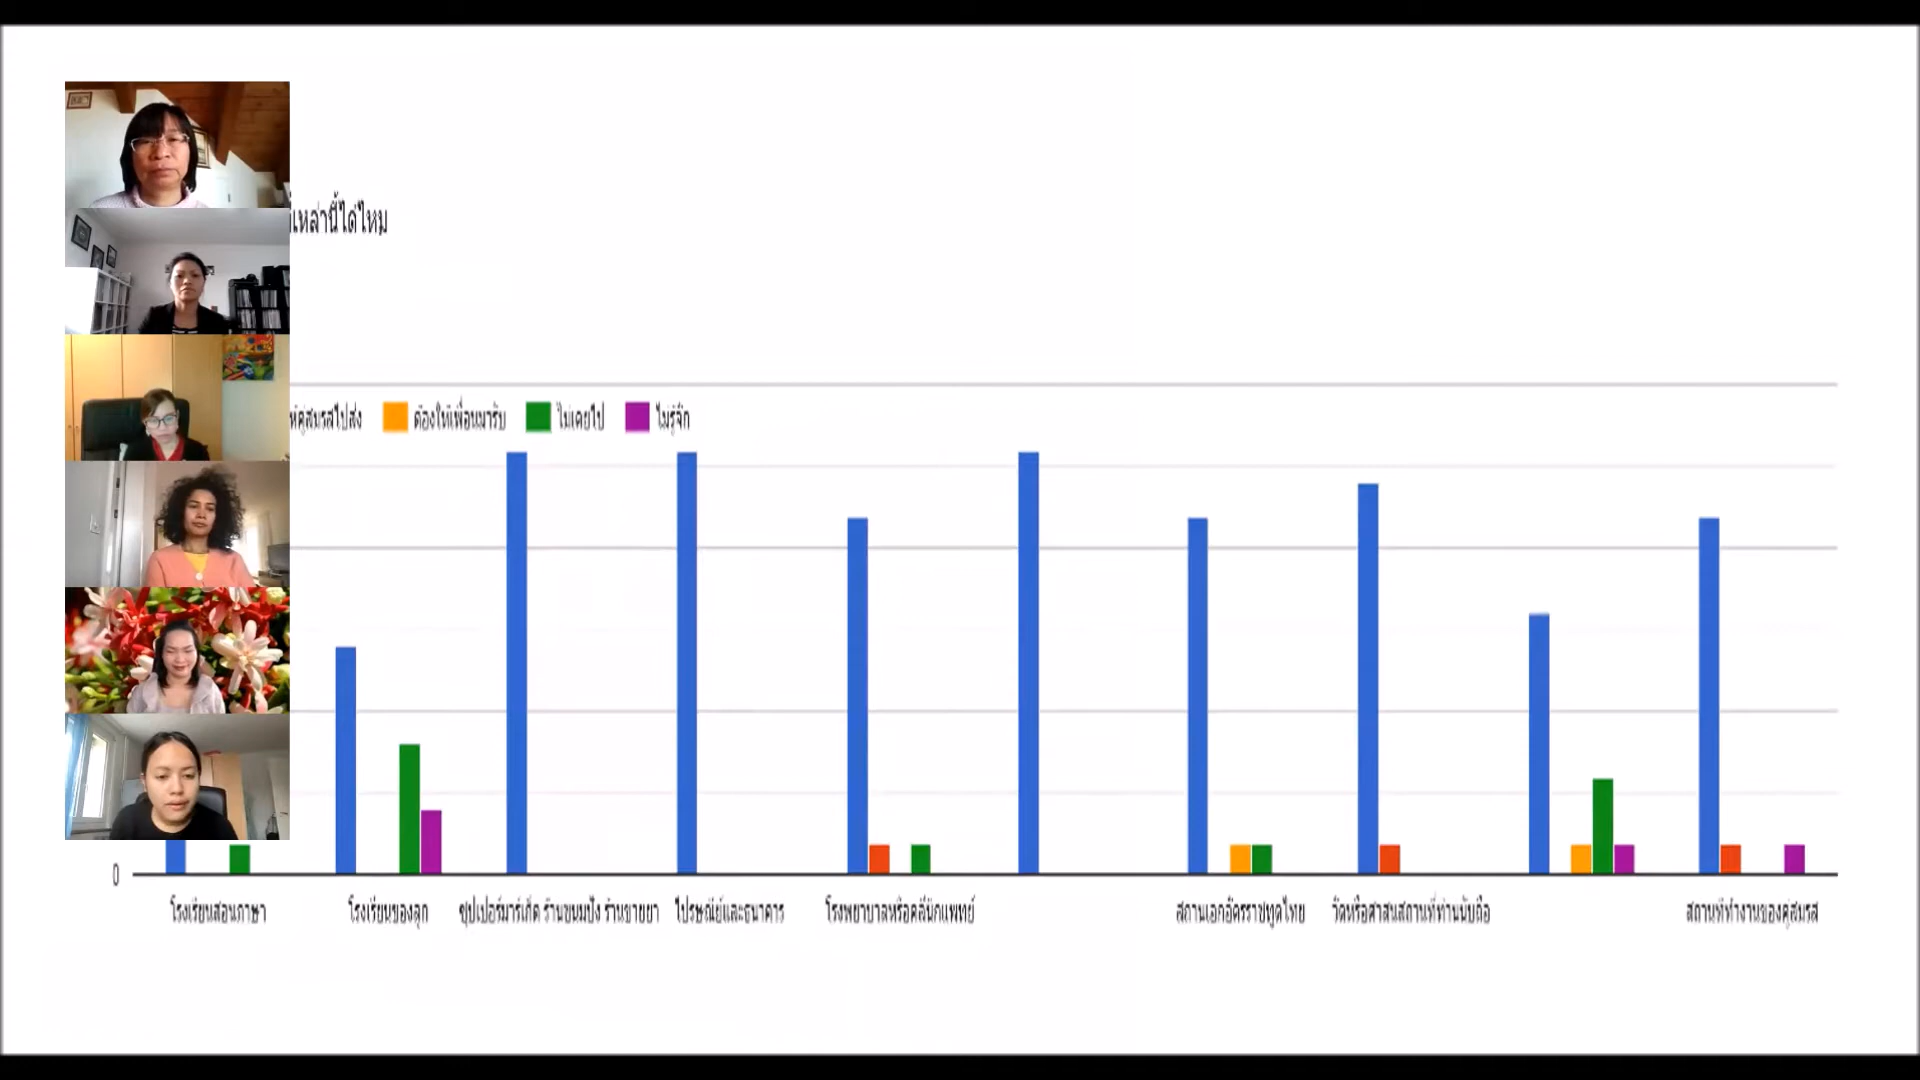 เหล่านี้ได้ไหม
ให้คู่สมรสไปส่ง ต้องให้เพื่อนมารับ ไม่เคยไป ไม่รู้จัก
0
โรงเรียนสอนภาษา โรงเรียนของลูก ซุปเปอร์มาร์เก็ต ร้านขนมปัง ร้านขายยา ไปรษณีย์และธนาคาร โรงพยาบาลหรือคลีนิคแพทย์ สถานเอกอัครราชทูตไทย วัดหรือศาสนสถานที่ท่านนับถือ สถานที่ทำงานของคู่สมรส